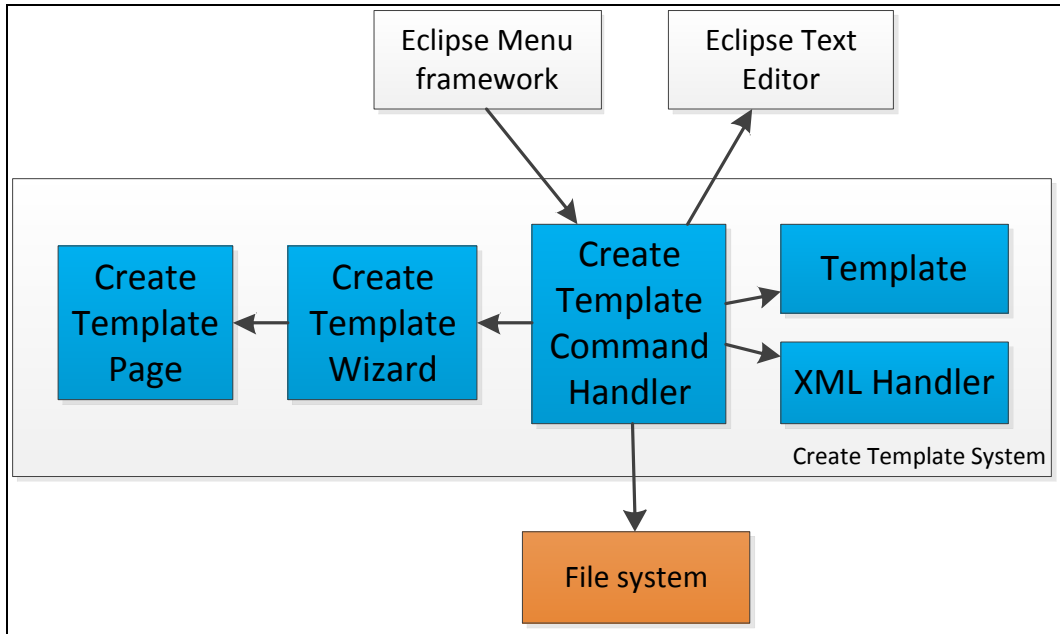 Eclipse Menu
framework
Eclipse Text
Editor
Create
Template
Page
Create
Template
Wizard
Create
Template
Command
Handler
Template
XML Handler
Create Template System
File system